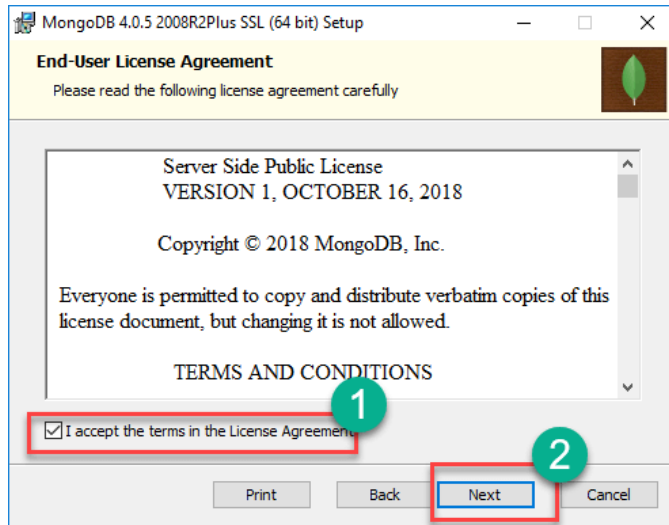 MongoDB 4.0.5 2008R2Plus SSL (64 bit) Setup
End-User License Agreement
Please read the following license agreement carefully
Server Side Public License
VERSION 1, OCTOBER 16, 2018
Copyright © 2018 MongoDB, Inc.
Everyone is permitted to copy and distribute verbatim copies of this
license document, but changing it is not allowed.
TERMS AND CONDITIONS
1
I accept the terms in the License Agreement
2
Print Back Next Cancel